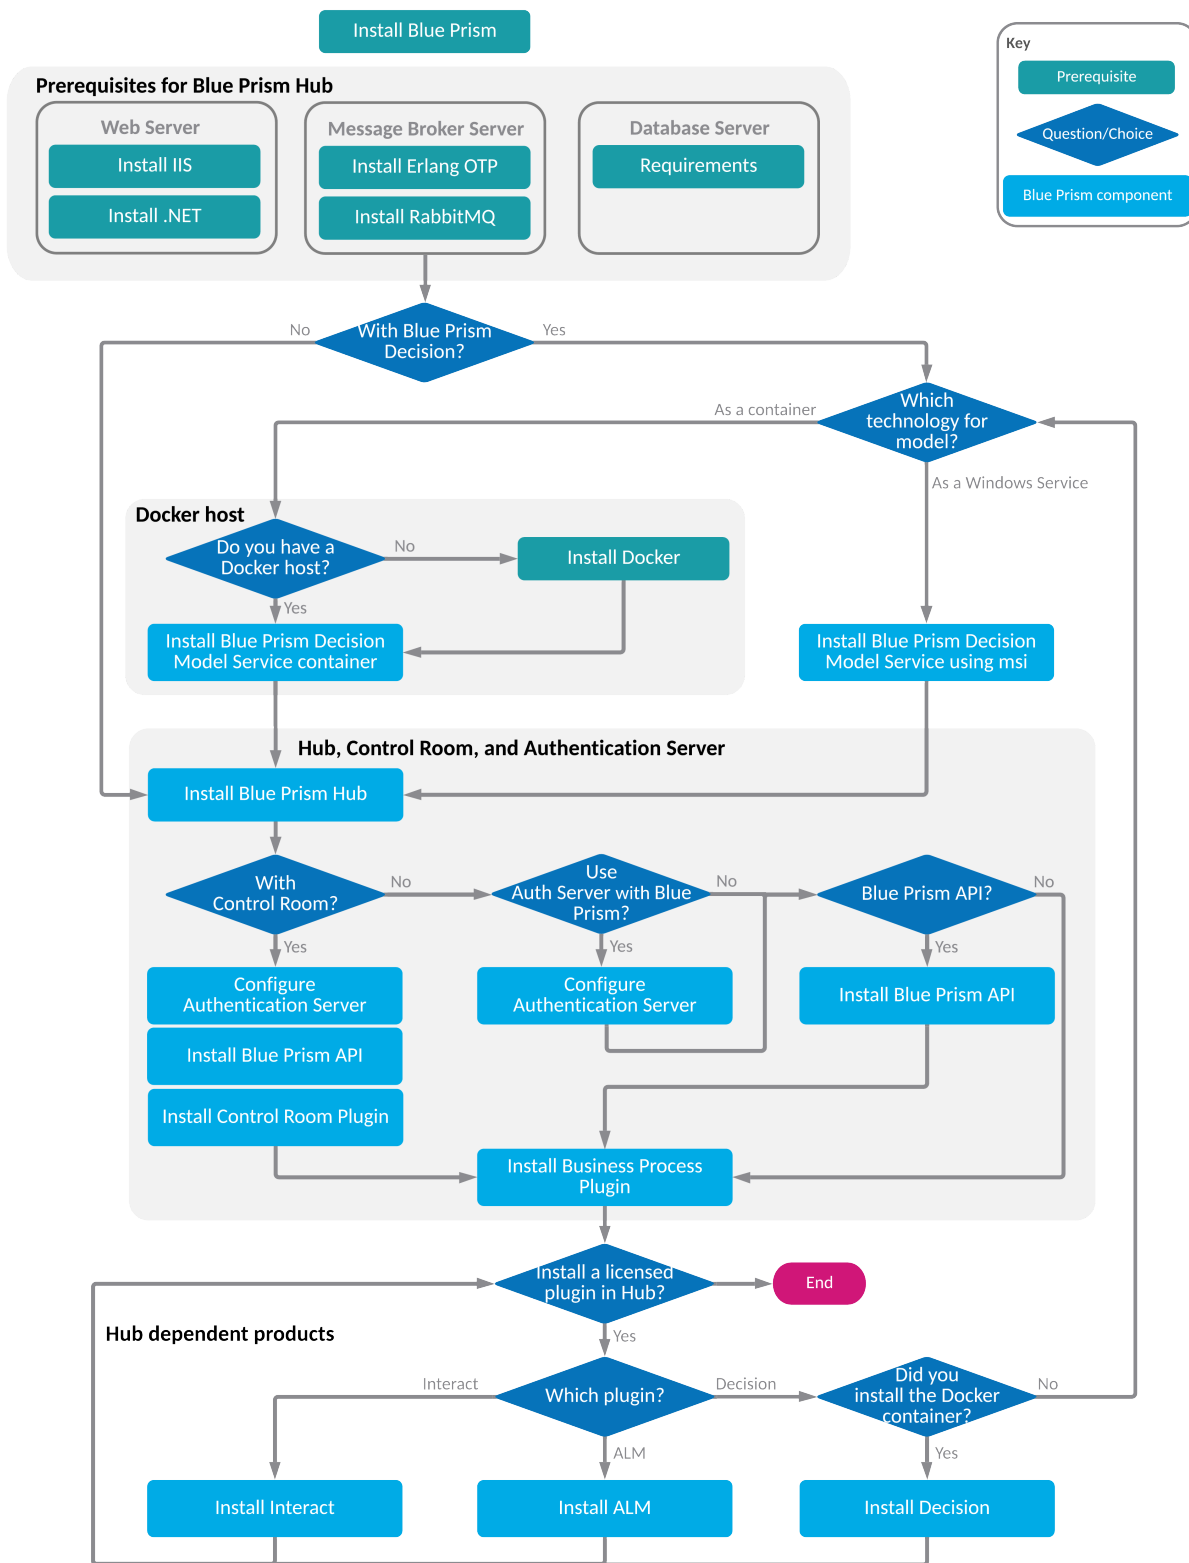 Install Blue Prism
Key
Prerequisite
Question/Choice
Blue Prism component
Prerequisites for Blue Prism Hub
Web Server
Install IIS
Install .NET
Message Broker Server
Install Erlang OTP
Install RabbitMQ
Database Server
Requirements
No
With Blue Prism
Decision?
Yes
As a container
Which
technology for
model?
As a Windows Service
Docker host
Do you have a
Docker host?
No
Install Docker
Yes
Install Blue Prism Decision
Model Service container
Install Blue Prism Decision
Model Service using msi
Hub, Control Room, and Authentication Server
Install Blue Prism Hub
With
Control Room?
No
Use
Auth Server with Blue
Prism?
No
Blue Prism API?
No
Yes
Yes
Yes
Configure
Authentication Server
Configure
Authentication Server
Install Blue Prism API
Install Blue Prism API
Install Control Room Plugin
Install Business Process
Plugin
Install a licensed
plugin in Hub?
End
Hub dependent products
Yes
Interact
Which plugin?
Decision
Did you
install the Docker
container?
No
ALM
Yes
Install Interact
Install ALM
Install Decision